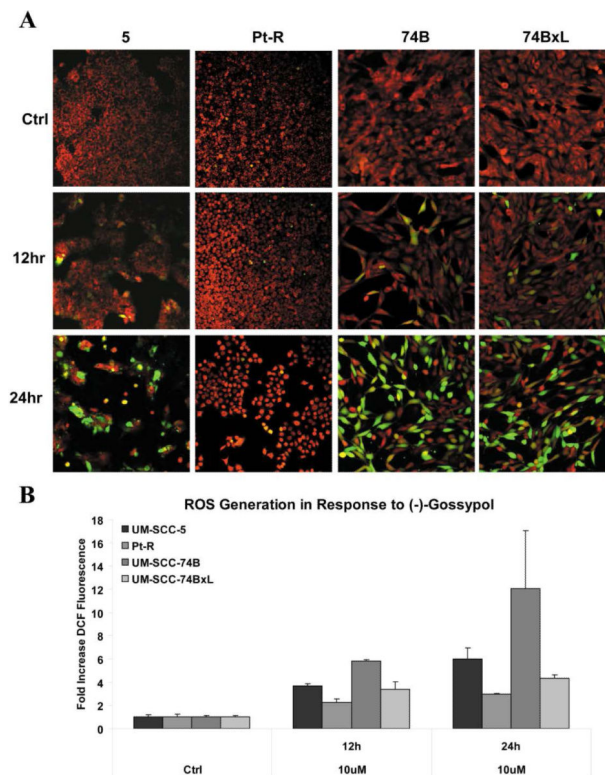 A
5 Pt-R 74B 74BxL
Ctrl
12hr
24hr
B
ROS Generation in Response to (-)-Gossypol
Fold Increase DCF Fluorescence
18
16
14
12
10
8
6
4
2
0
UM-SCC-5
Pt-R
UM-SCC-74B
UM-SCC-74BxL
12h 24h
Ctrl 10uM 10uM